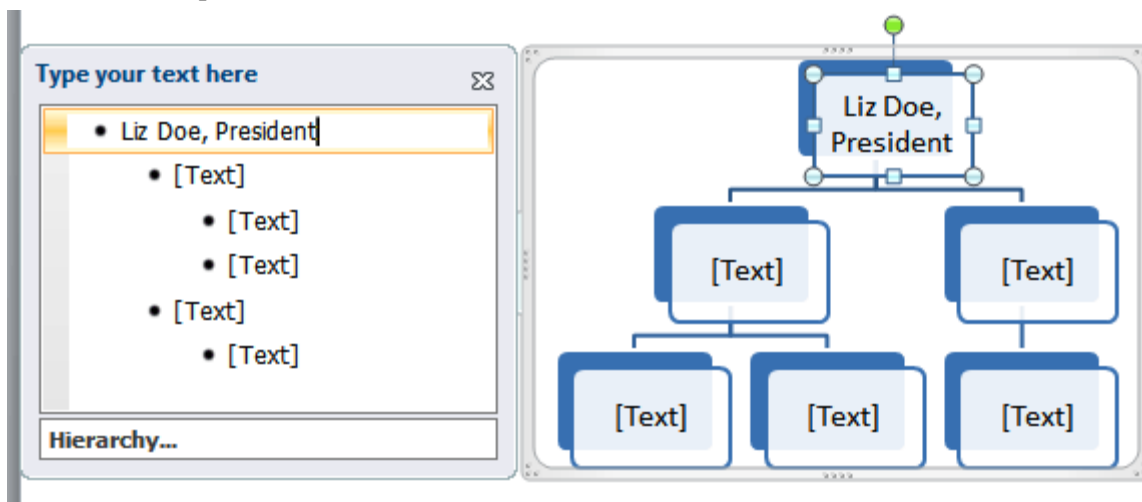 Type your text here
• Liz Doe, President
• [Text]
• [Text]
• [Text]
• [Text]
• [Text]
Hierarchy...
Liz Doe,
President
[Text] [Text]
[Text] [Text] [Text]